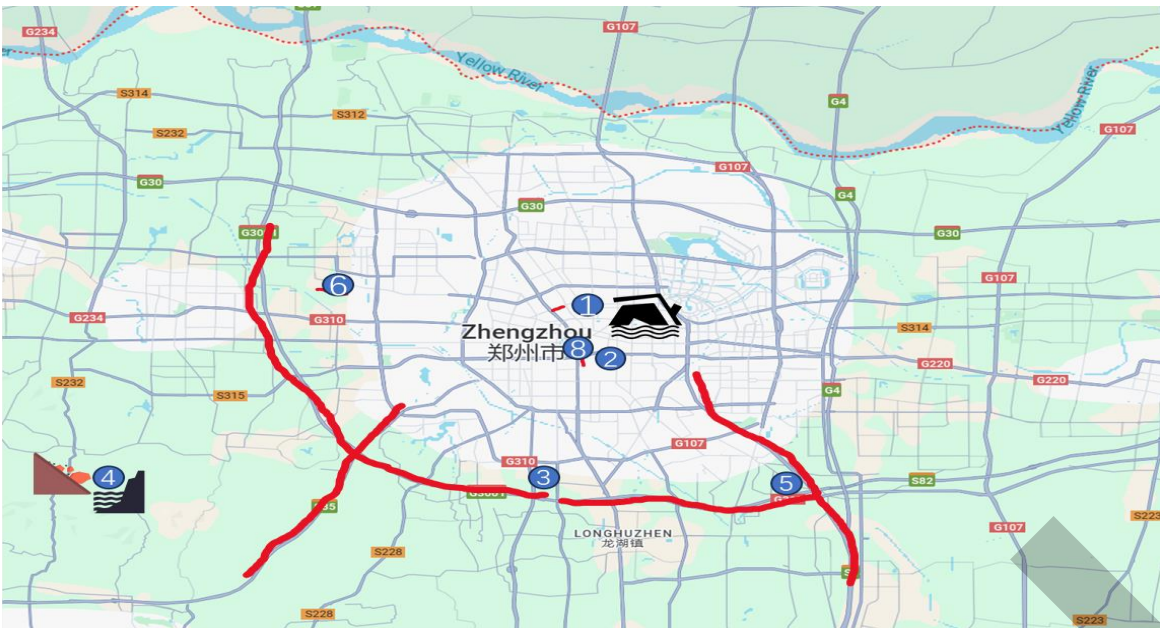 G107
G234
Yellow River
S314
G4
Yellow River
S312
G107
S232
G107
G30
G4
G30
G30
G107
6
1
G234
G310
Zhengzhou
S314
郑州市
8
2
G220
S232
G220
G4
S315
G107
G310
4
3
5
S82
LONGHUZHEN
龙湖镇
G107
S223
S228
S228
S223